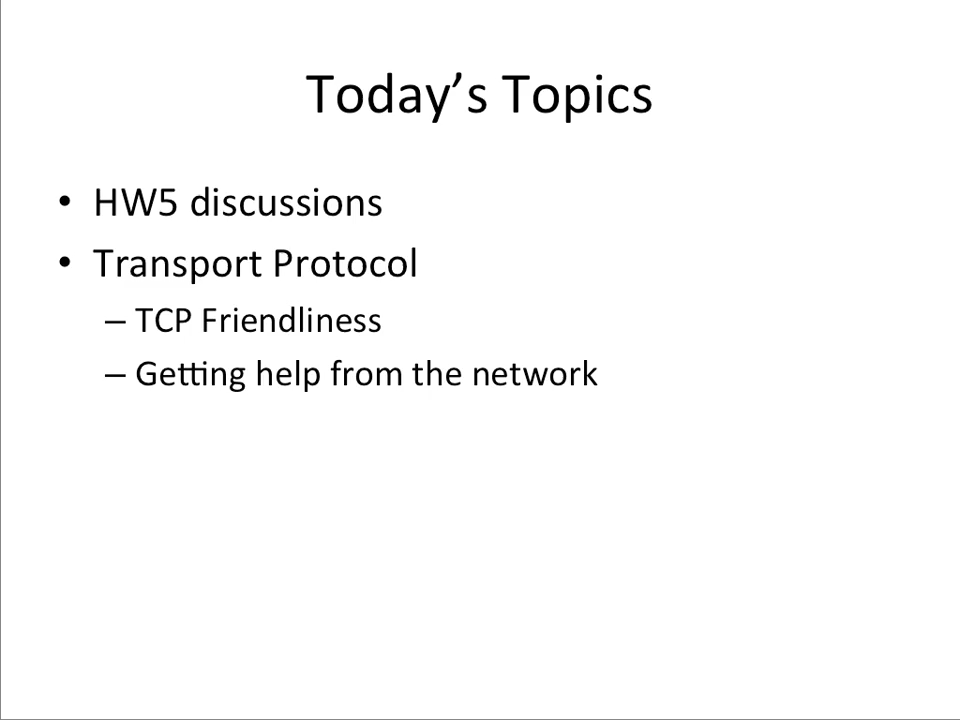 Today’s Topics
• HW5 discussions
• Transport Protocol
– TCP Friendliness
– Getting help from the network